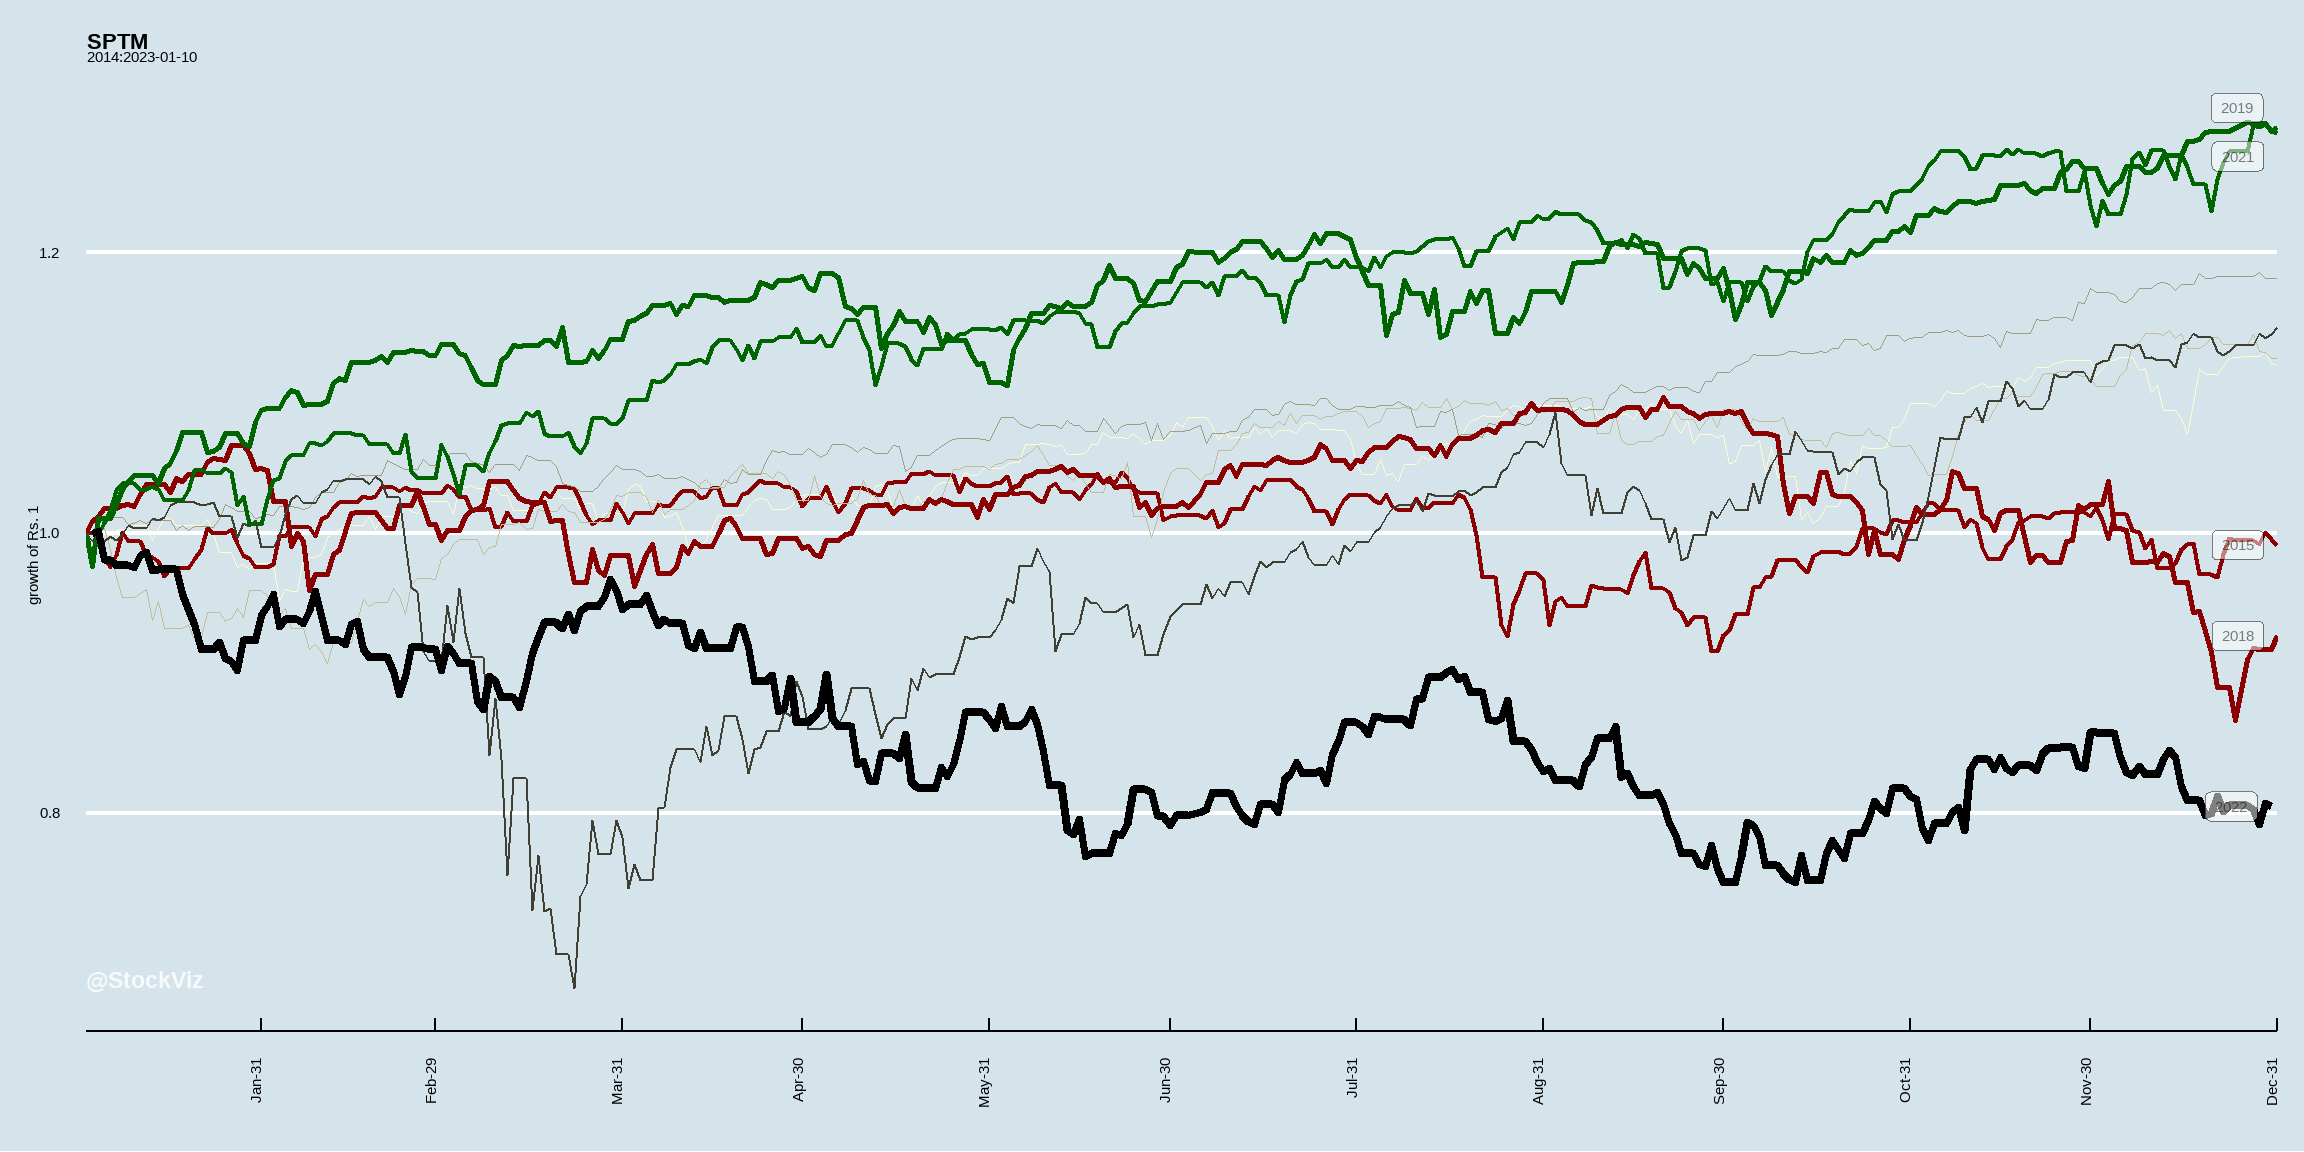 SPTM
2014:2023-01-10
2019
2021
1.2
growth of Rs. 1
1.0
2015
2018
0.8
2022
@StockViz
Jan-31
Feb-29
Mar-31
Apr-30
May-31
Jun-30
Jul-31
Aug-31
Sep-30
Oct-31
Nov-30
Dec-31